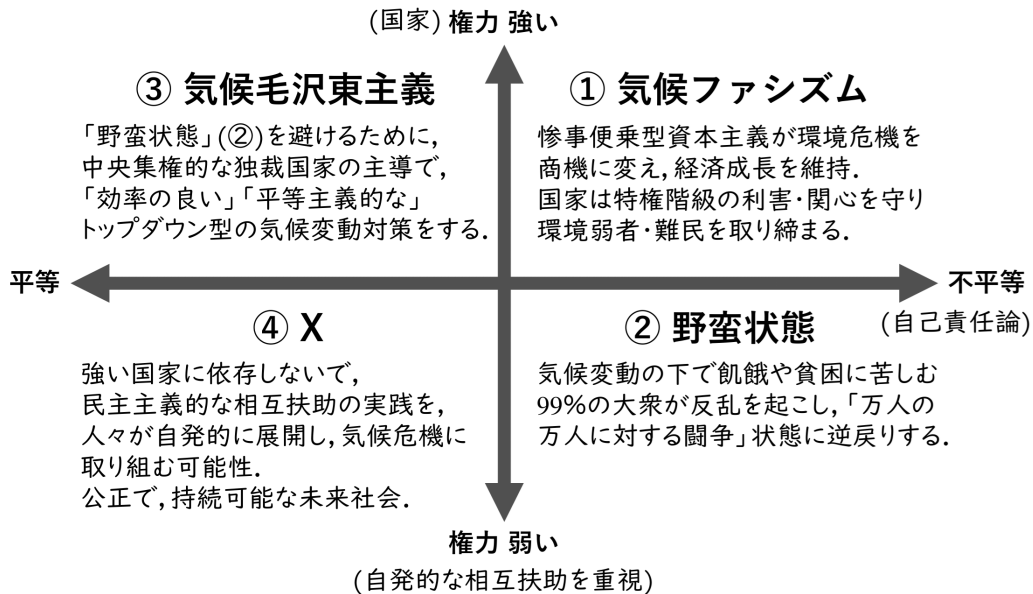 (国家) 権力 強い
③ 気候毛沢東主義
「野蛮状態」(②)を避けるために,
中央集権的な独裁国家の主導で,
「効率の良い」「平等主義的な」
トップダウン型の気候変動対策をする.
① 気候ファシズム
惨事便乗型資本主義が環境危機を
商機に変え,経済成長を維持.
国家は特権階級の利害・関心を守り
環境弱者・難民を取り締まる.
平等
不平等
(自己責任論)
④ X
強い国家に依存しないで,
民主主義的な相互扶助の実践を,
人々が自発的に展開し,気候危機に
取り組む可能性.
公正で,持続可能な未来社会.
② 野蛮状態
気候変動の下で飢餓や貧困に苦しむ
99%の大衆が反乱を起こし,「万人の
万人に対する闘争」状態に逆戻りする.
権力 弱い
(自発的な相互扶助を重視)